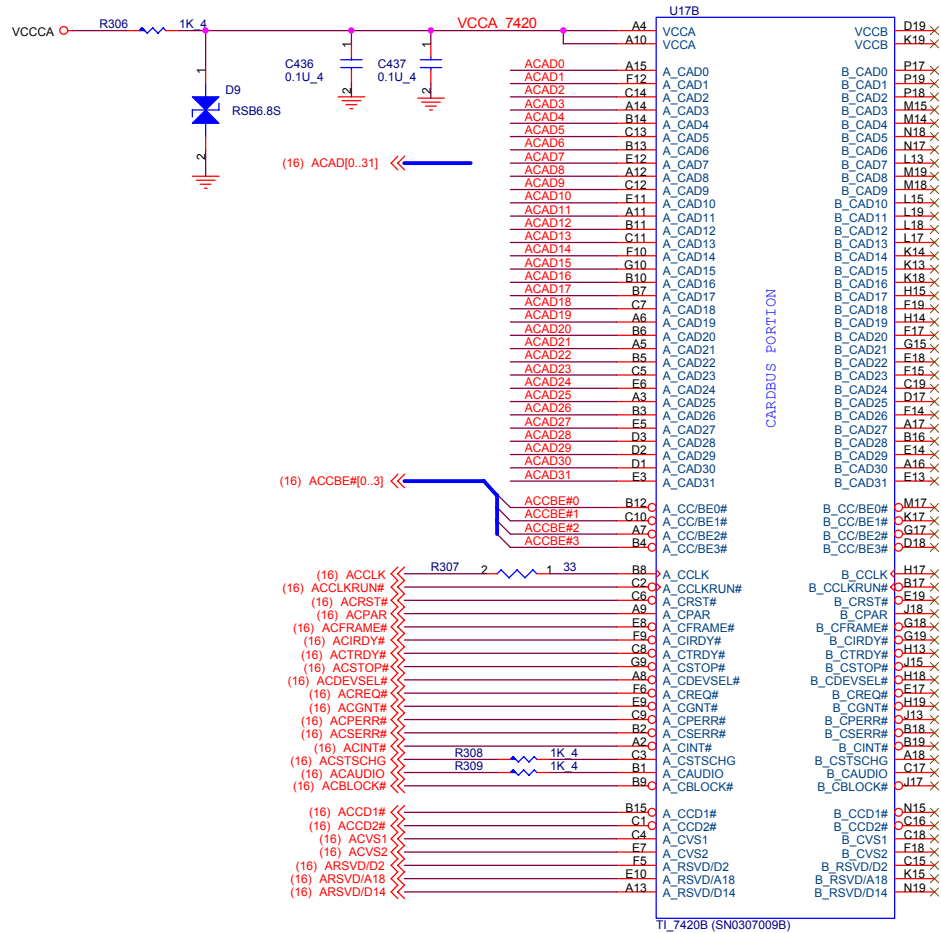 U17B
VCCCA R306 1K_4 VCCA_7420 A4 VCCA VCCB D19
A10 VCCA VCCB K19
1 1 1
C436 C437
0.1U_4 0.1U_4
2 2
D9
RSB6.8S
2
ACAD0 A15 A_CAD0 B_CAD0 P17
ACAD1 F12 A_CAD1 B_CAD1 P19
ACAD2 C14 A_CAD2 B_CAD2 P18
ACAD3 A14 A_CAD3 B_CAD3 M15
ACAD4 B14 A_CAD4 B_CAD4 M14
ACAD5 C13 A_CAD5 B_CAD5 N18
ACAD6 B13 A_CAD6 B_CAD6 N17
(16) ACAD[0..31] ACAD7 E12 A_CAD7 B_CAD7 L13
ACAD8 A12 A_CAD8 B_CAD8 M19
ACAD9 C12 A_CAD9 B_CAD9 M18
ACAD10 E11 A_CAD10 B_CAD10 L15
ACAD11 A11 A_CAD11 B_CAD11 L19
ACAD12 B11 A_CAD12 B_CAD12 L18
ACAD13 C11 A_CAD13 B_CAD13 L17
ACAD14 F10 A_CAD14 B_CAD14 K14
ACAD15 G10 A_CAD15 B_CAD15 K13
ACAD16 B10 A_CAD16 B_CAD16 K18
ACAD17 B7 A_CAD17 B_CAD17 H15
ACAD18 C7 A_CAD18 B_CAD18 F19
ACAD19 A6 A_CAD19 B_CAD19 H14
ACAD20 B6 A_CAD20 B_CAD20 F17
ACAD21 A5 A_CAD21 B_CAD21 G15
ACAD22 B5 A_CAD22 B_CAD22 E18
ACAD23 C5 A_CAD23 B_CAD23 F15
ACAD24 E6 A_CAD24 B_CAD24 C19
ACAD25 A3 A_CAD25 B_CAD25 D17
ACAD26 B3 A_CAD26 B_CAD26 F14
ACAD27 E5 A_CAD27 B_CAD27 A17
ACAD28 D3 A_CAD28 B_CAD28 B16
ACAD29 D2 A_CAD29 B_CAD29 E14
ACAD30 D1 A_CAD30 B_CAD30 A16
ACAD31 E3 A_CAD31 B_CAD31 E13
CARDBUS PORTION
(16) ACCBE#[0..3]
ACCBE#0 B12 A_CC/BE0# B_CC/BE0# M17
ACCBE#1 C10 A_CC/BE1# B_CC/BE1# K17
ACCBE#2 A7 A_CC/BE2# B_CC/BE2# G17
ACCBE#3 B4 A_CC/BE3# B_CC/BE3# D18
(16) ACCLK R307 2 1 33 B8 A_CCLK B_CCLK H17
(16) ACCLKRUN# C2 A_CCLKRUN# B_CCLKRUN# B17
(16) ACRST# C6 A_CRST# B_CRST# E19
(16) ACPAR A9 A_CPAR B_CPAR J18
(16) ACFRAME# E8 A_CFRAME# B_CFRAME# G18
(16) ACIRDY# F9 A_CIRDY# B_CIRDY# G19
(16) ACTRDY# C8 A_CTRDY# B_CTRDY# H13
(16) ACSTOP# G9 A_CSTOP# B_CSTOP# J15
(16) ACDEVSEL# A8 A_CDEVSEL# B_CDEVSEL# H18
(16) ACREQ# F6 A_CREQ# B_CREQ# E17
(16) ACGNT# E9 A_CGNT# B_CGNT# H19
(16) ACPERR# C9 A_CPERR# B_CPERR# J13
(16) ACSERR# B2 A_CSERR# B_CSERR# B18
(16) ACINT# A2 A_CINT# B_CINT# B19
(16) ACSTSCHG R308 1K_4 C3 A_CSTSCHG B_CSTSCHG A18
(16) ACAUDIO R309 1K_4 B1 A_CAUDIO B_CAUDIO C17
(16) ACBLOCK# B9 A_CBLOCK# B_CBLOCK# J17
(16) ACCD1# B15 A_CCD1# B_CCD1# N15
(16) ACCD2# C1 A_CCD2# B_CCD2# C16
(16) ACVS1 C4 A_CVS1 B_CVS1 C18
(16) ACVS2 E7 A_CVS2 B_CVS2 F18
(16) ARSVD/D2 F5 A_RSVD/D2 B_RSVD/D2 C15
(16) ARSVD/A18 E10 A_RSVD/A18 B_RSVD/A18 K15
(16) ARSVD/D14 A13 A_RSVD/D14 B_RSVD/D14 N19
TI_7420B (SN0307009B)